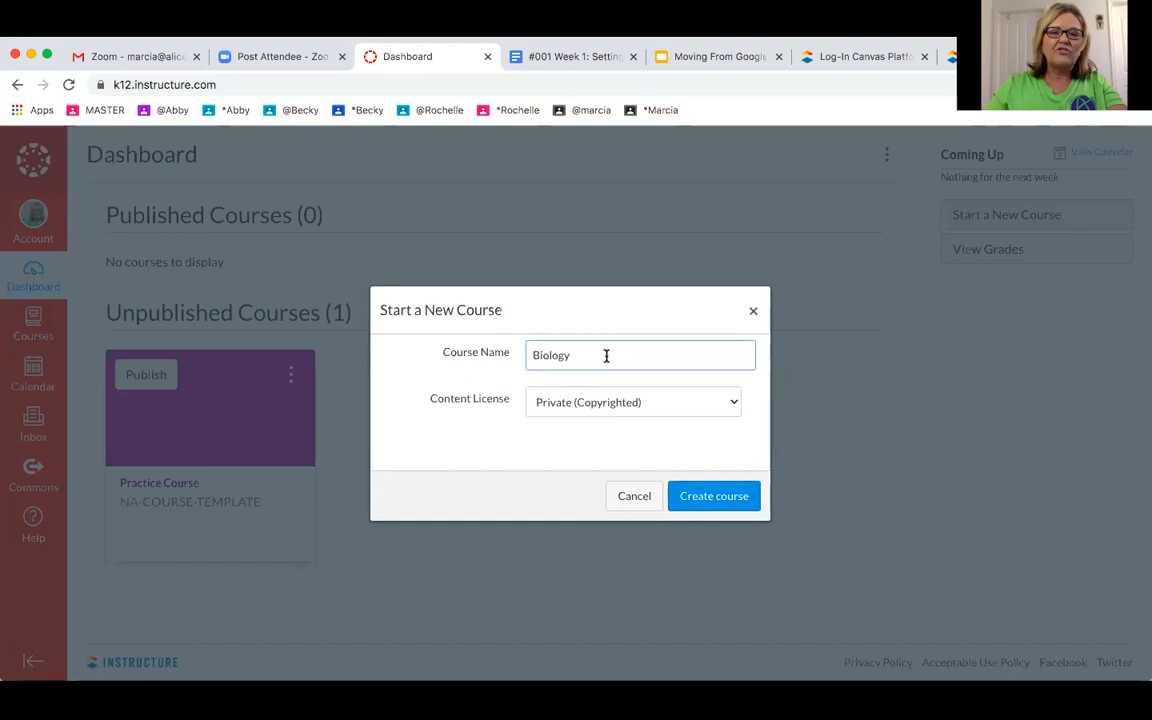 Zoom - marcia@alice
Post Attendee - Zoo
Dashboard
#001 Week 1: Setting
Moving From Google
Log-In Canvas Platfo
k12.instructure.com
Apps
MASTER
@Abby
*Abby
@Becky
*Becky
@Rochelle
*Rochelle
@marcia
*Marcia
Account
Dashboard
Courses
Calendar
Inbox
Commons
Help
Dashboard
Published Courses (0)
No courses to display
Unpublished Courses (1)
Publish
Practice Course
NA-COURSE-TEMPLATE
Coming Up
View Calendar
Nothing for the next week
Start a New Course
View Grades
Start a New Course
Course Name
Biology
Content License
Private (Copyrighted)
Cancel
Create course
INSTRUCTURE
Privacy Policy
Acceptable Use Policy
Facebook
Twitter